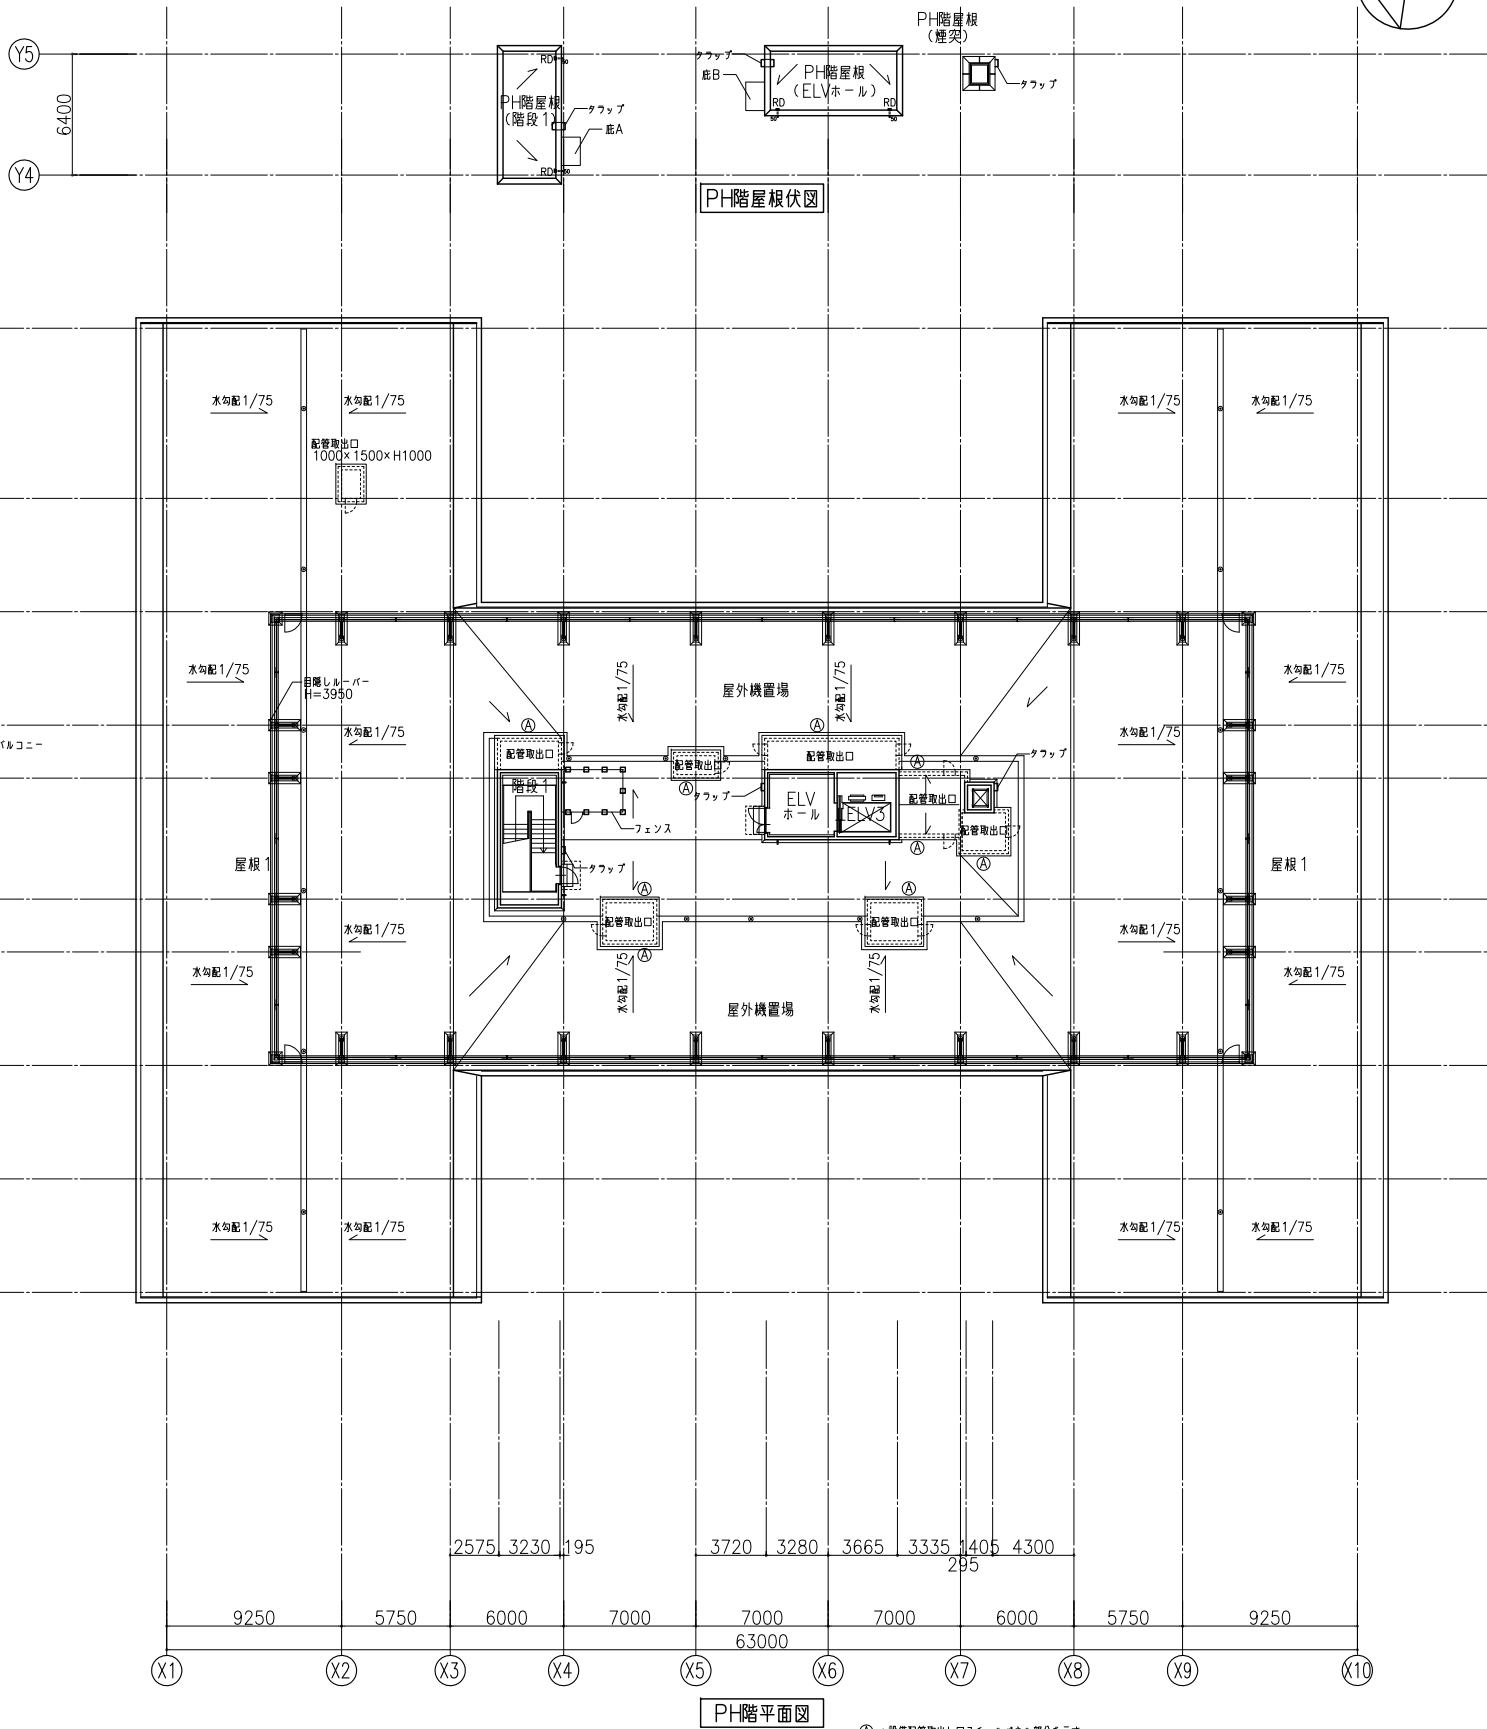 PH階屋根
（煙突）
Y5
タラップ
RD
50
庇B
PH階屋根
（ELVホール）
タラップ
PH階屋根
（階段1）
タラップ
RD
RD
50
50
6400
庇A
RD
50
Y4
PH階屋根伏図
水勾配1/75
水勾配1/75
水勾配1/75
水勾配1/75
配管取出口
1000×1500×H1000
水勾配1/75
目隠しルーバー
H=3950
水勾配1/75
屋外機置場
水勾配1/75
水勾配1/75
バルコニー
水勾配1/75
A
A
水勾配1/75
配管取出口
配管取出口
配管取出口
A
タラップ
階段1
A
タラップ
ELV
ホール
ELV3
配管取出口
フェンス
配管取出口
A
屋根1
タラップ
A
屋根1
A
A
水勾配1/75
配管取出口
配管取出口
水勾配1/75
A
水勾配1/75
水勾配1/75
水勾配1/75
水勾配1/75
屋外機置場
水勾配1/75
水勾配1/75
水勾配1/75
水勾配1/75
2575
3230
195
3720
3280
3665
3335
1405
4300
295
9250
5750
6000
7000
7000
7000
6000
5750
9250
63000
X1
X2
X3
X4
X5
X6
X7
X8
X9
X10
PH階平面図